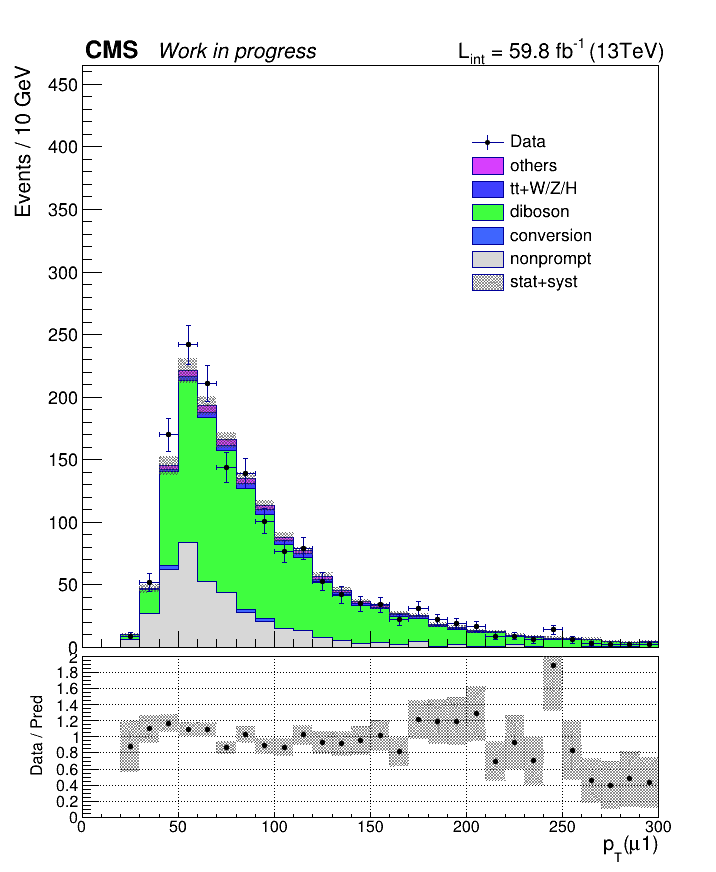 CMS Work in progress L_int = 59.8 fb^-1 (13TeV)
Events / 10 GeV
450
400
350
300
250
200
150
100
50
0
Data
others
tt+W/Z/H
diboson
conversion
nonprompt
stat+syst
Data / Pred
2
1.8
1.6
1.4
1.2
1
0.8
0.6
0.4
0.2
0
0 50 100 150 200 250 300
p_T(μ1)